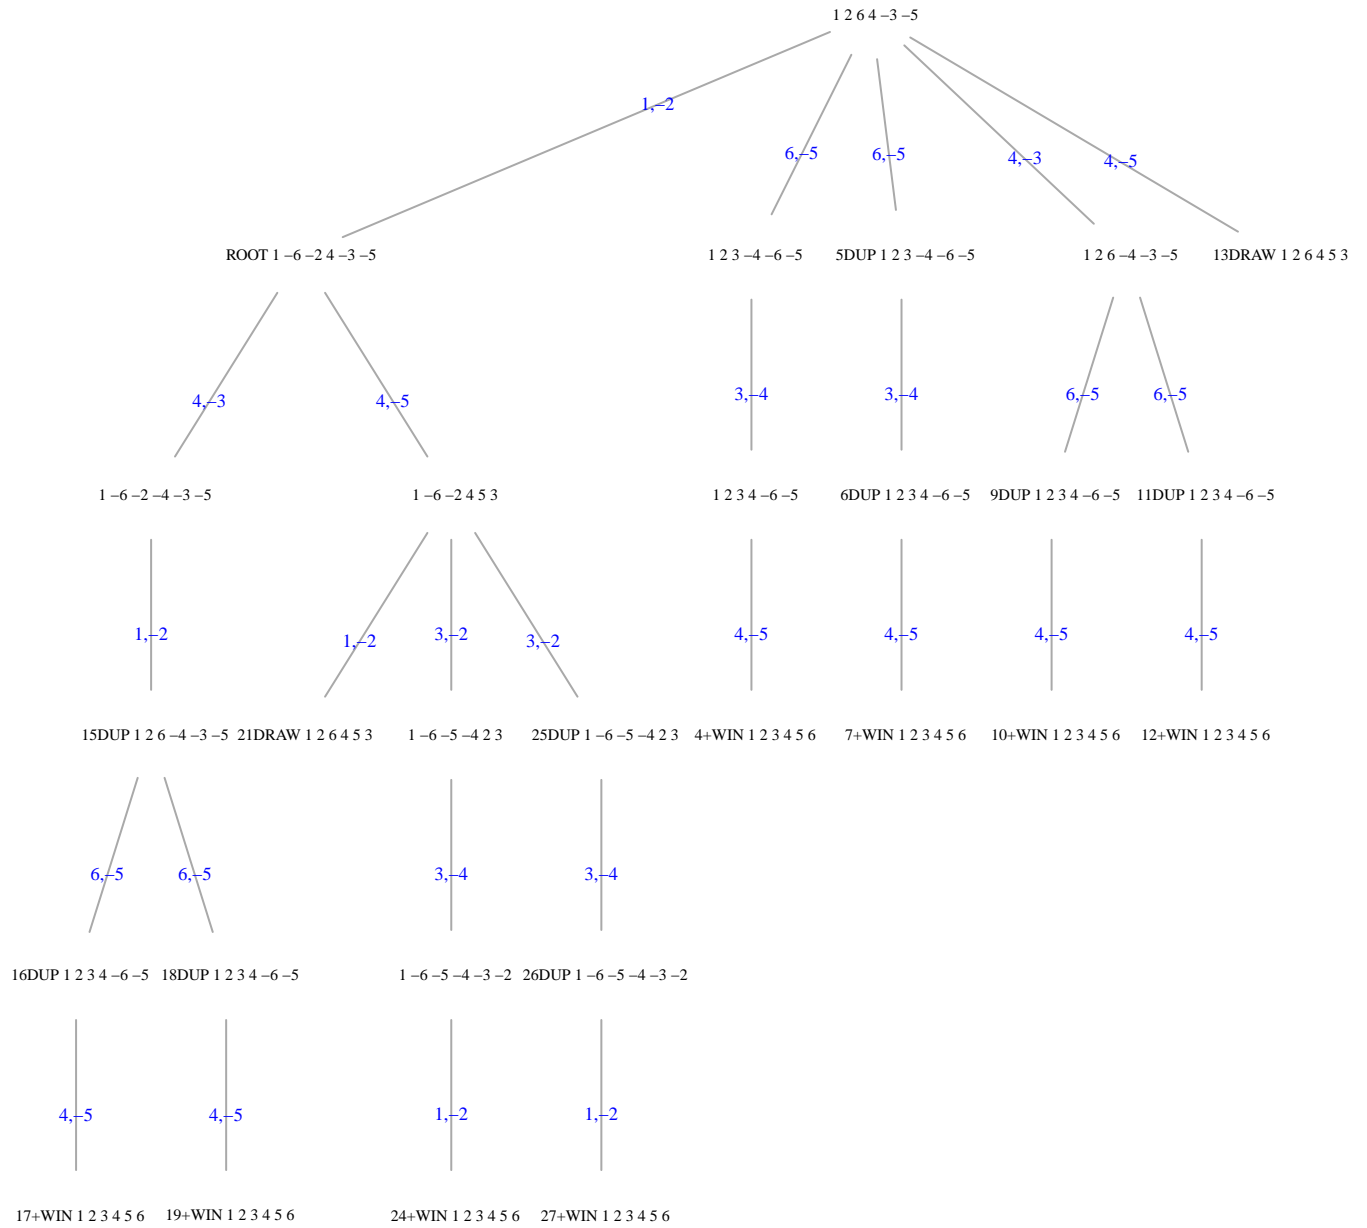 1 2 6 4 –3 –5
1,–2
6,–5
6,–5
4,–3
4,–5
ROOT 1 –6 –2 4 –3 –5
1 2 3 –4 –6 –5
5DUP 1 2 3 –4 –6 –5
1 2 6 –4 –3 –5
13DRAW 1 2 6 4 5 3
4,–3
4,–5
3,–4
3,–4
6,–5
6,–5
1 –6 –2 –4 –3 –5
1 –6 –2 4 5 3
1 2 3 4 –6 –5
6DUP 1 2 3 4 –6 –5
9DUP 1 2 3 4 –6 –5
11DUP 1 2 3 4 –6 –5
1,–2
1,–2
3,–2
3,–2
4,–5
4,–5
4,–5
4,–5
15DUP 1 2 6 –4 –3 –5
21DRAW 1 2 6 4 5 3
1 –6 –5 –4 2 3
25DUP 1 –6 –5 –4 2 3
4+WIN 1 2 3 4 5 6
7+WIN 1 2 3 4 5 6
10+WIN 1 2 3 4 5 6
12+WIN 1 2 3 4 5 6
6,–5
6,–5
3,–4
3,–4
16DUP 1 2 3 4 –6 –5
18DUP 1 2 3 4 –6 –5
1 –6 –5 –4 –3 –2
26DUP 1 –6 –5 –4 –3 –2
4,–5
4,–5
1,–2
1,–2
17+WIN 1 2 3 4 5 6
19+WIN 1 2 3 4 5 6
24+WIN 1 2 3 4 5 6
27+WIN 1 2 3 4 5 6